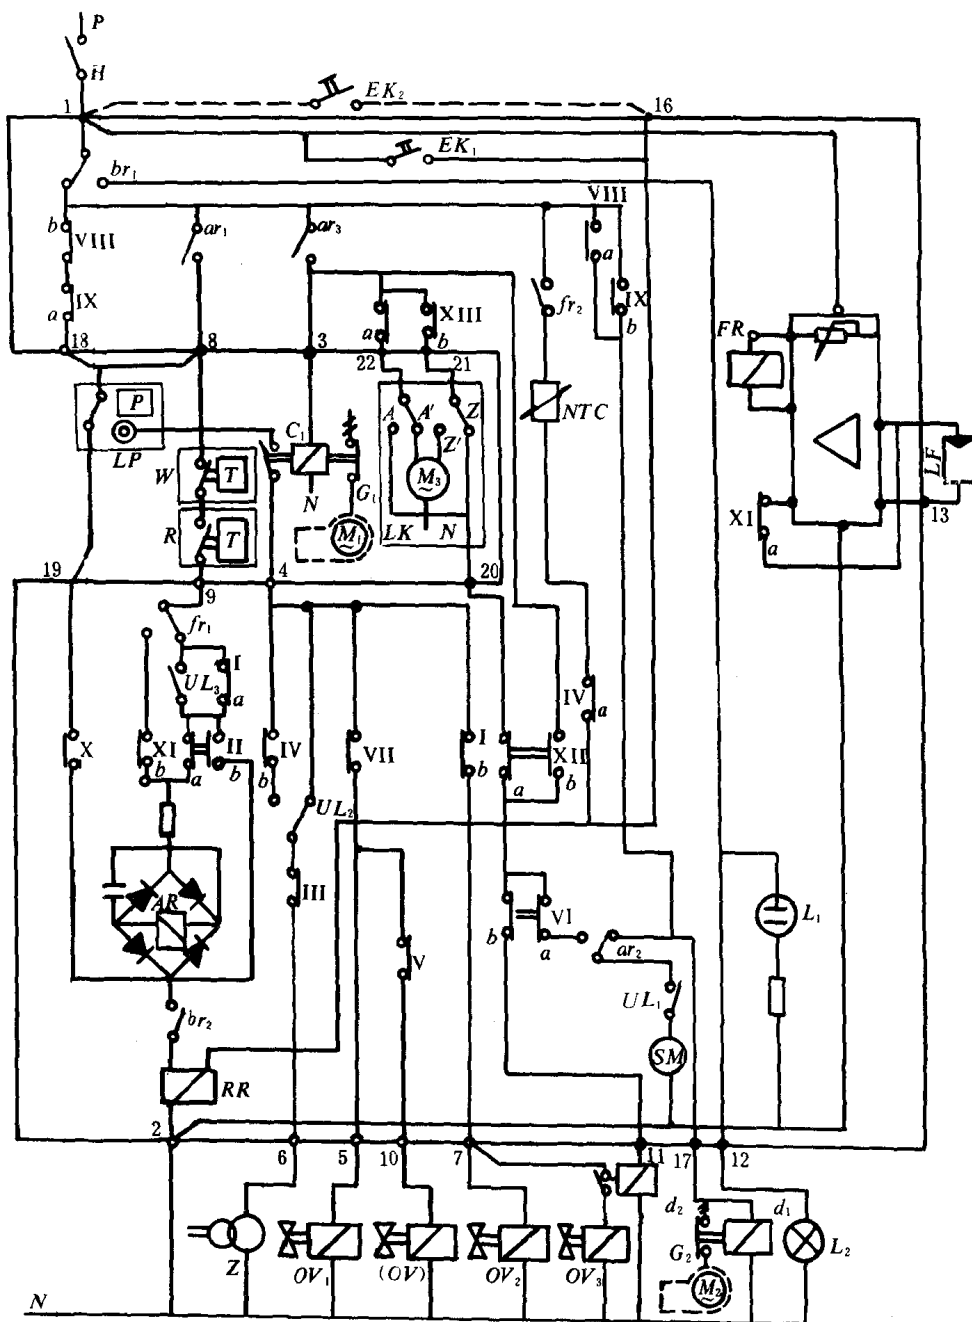 P
H
1
EK₂
16
EK₁
br₁
VIII
b
VIII
ar₁
ar₃
a
IX
a
fr₂
IX
b
XIII
a
b
18
8
3
22
21
FR
P
LP
C₁
A
A'
Z
Z'
NTC
W
T
M₃
N
G₁
LF
R
T
M₁
LK
N
XI
a
13
19
9
4
20
fr₁
I
UL₃
a
IV
a
X
XI
b
a
II
b
IV
b
VII
I
b
XII
a
b
UL₂
III
AR
VI
b
a
ar₂
L₁
V
UL₁
br₂
SM
RR
2
6
5
10
7
11
17
12
d₂
d₁
G₂
L₂
Z
OV₁
(OV)
OV₂
OV₃
M₂
N